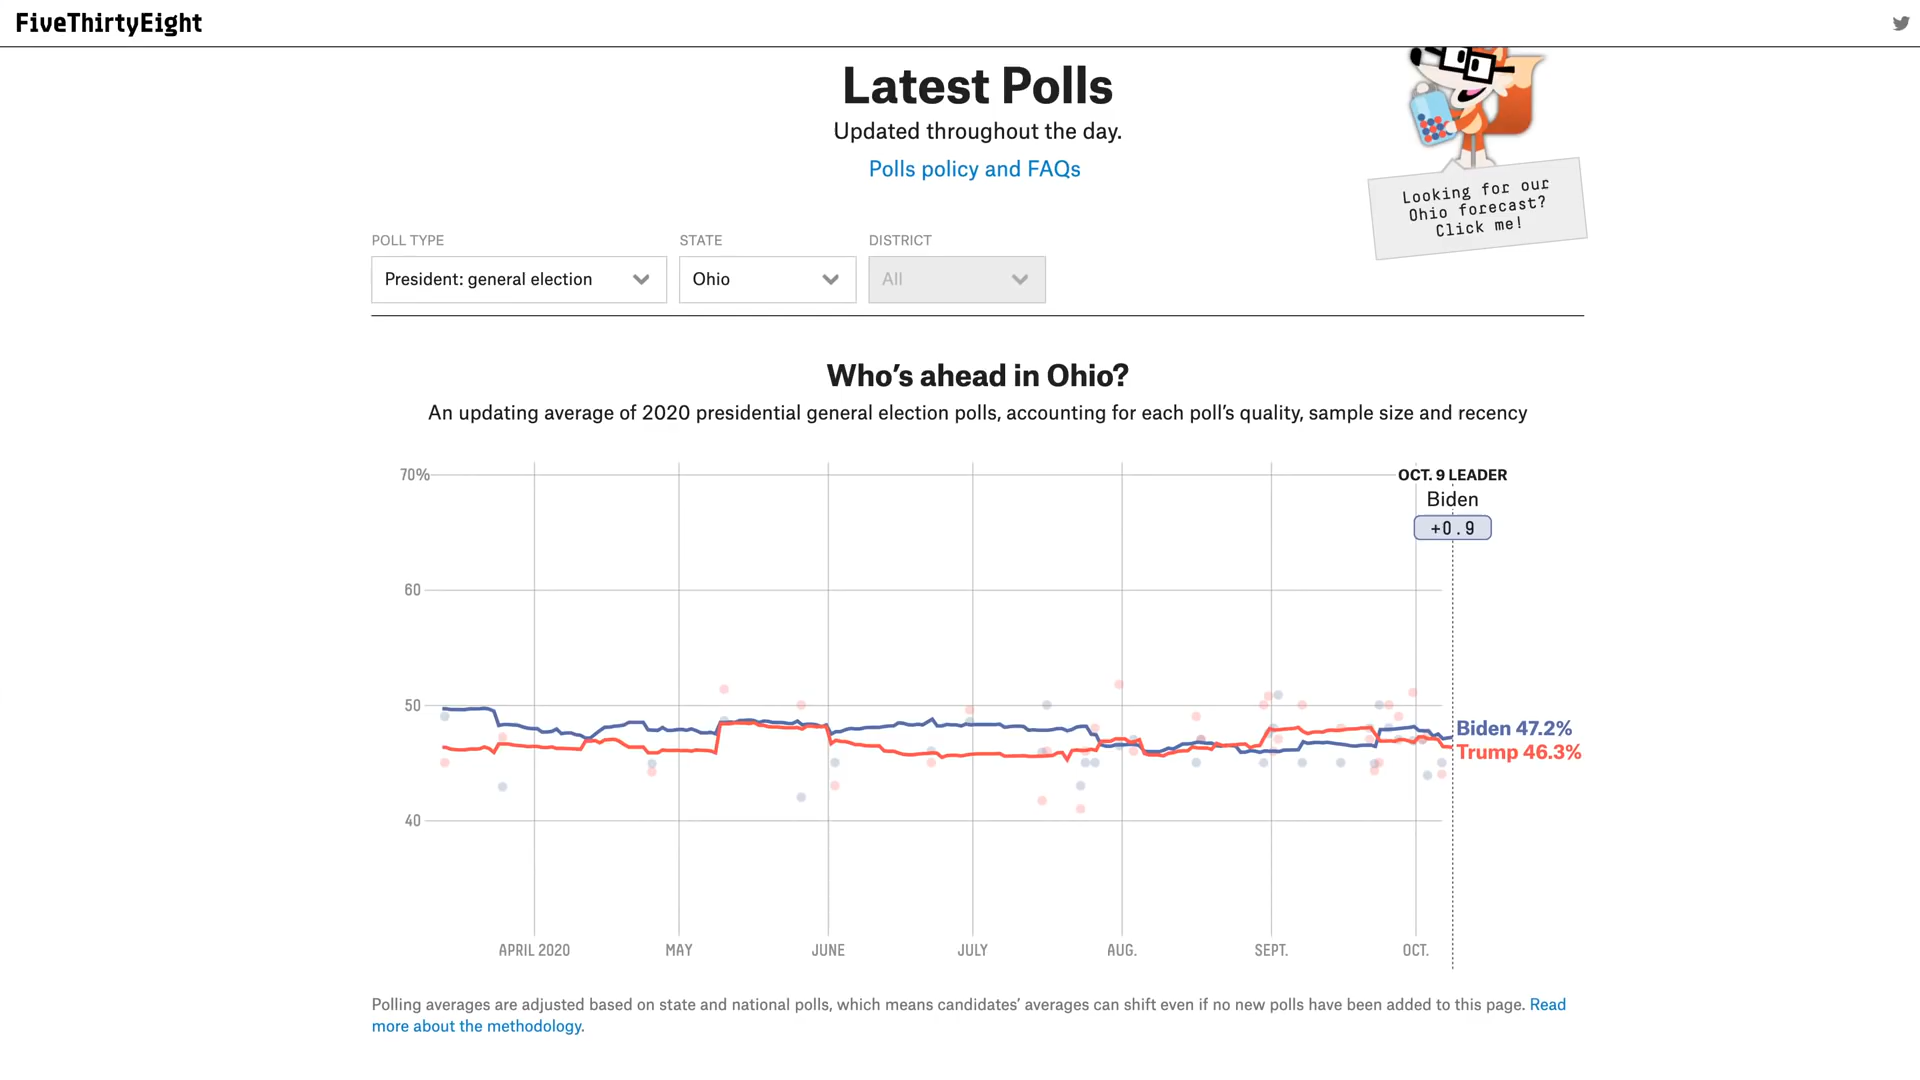 FiveThirtyEight
Latest Polls
Updated throughout the day.
Polls policy and FAQs
Looking for our
Ohio forecast?
Click me!
POLL TYPE
STATE
DISTRICT
President: general election
Ohio
All
Who's ahead in Ohio?
An updating average of 2020 presidential general election polls, accounting for each poll's quality, sample size and recency
70%
OCT. 9 LEADER
Biden
+0.9
60
50
Biden 47.2%
Trump 46.3%
40
APRIL 2020
MAY
JUNE
JULY
AUG.
SEPT.
OCT.
Polling averages are adjusted based on state and national polls, which means candidates' averages can shift even if no new polls have been added to this page. Read
more about the methodology.